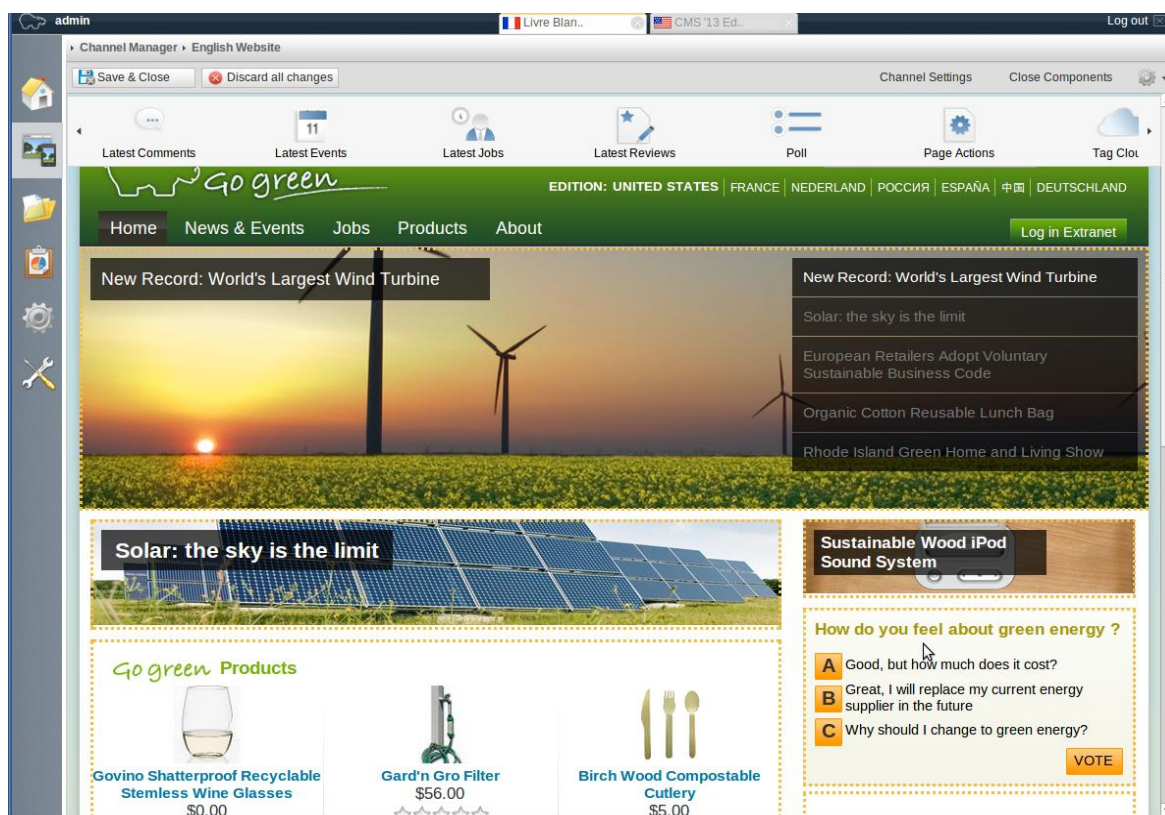 admin
Livre Blan..
CMS '13 Ed..
Log out
Channel Manager
English Website
Save & Close
Discard all changes
Channel Settings
Close Components
11
Latest Comments
Latest Events
Latest Jobs
Latest Reviews
Poll
Page Actions
Tag Clou
Go green
EDITION: UNITED STATES
FRANCE
NEDERLAND
РОССИЯ
ESPAÑA
中国
DEUTSCHLAND
Home
News & Events
Jobs
Products
About
Log in Extranet
New Record: World's Largest Wind Turbine
New Record: World's Largest Wind Turbine
Solar: the sky is the limit
European Retailers Adopt Voluntary
Sustainable Business Code
Organic Cotton Reusable Lunch Bag
Rhode Island Green Home and Living Show
Solar: the sky is the limit
Sustainable Wood iPod
Sound System
How do you feel about green energy ?
A Good, but how much does it cost?
B Great, I will replace my current energy
supplier in the future
C Why should I change to green energy?
VOTE
Go green Products
Govino Shatterproof Recyclable
Stemless Wine Glasses
$0.00
Gard'n Gro Filter
$56.00
Birch Wood Compostable
Cutlery
$5.00